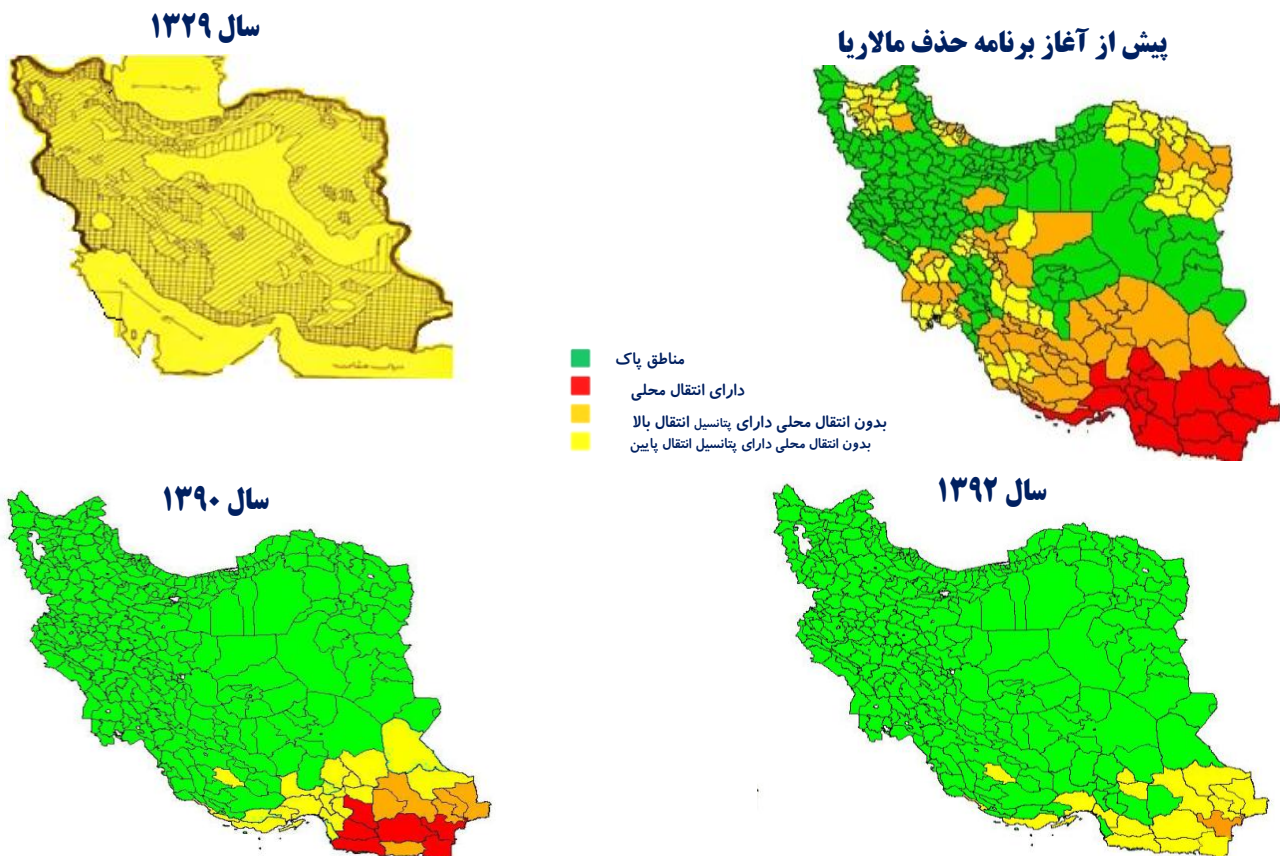 سال ۱۳۲۹
پیش از آغاز برنامه حذف مالاریا
مناطق پاک
دارای انتقال محلی
بدون انتقال محلی دارای پتانسیل انتقال بالا
بدون انتقال محلی دارای پتانسیل انتقال پایین
سال ۱۳۹۰
سال ۱۳۹۲